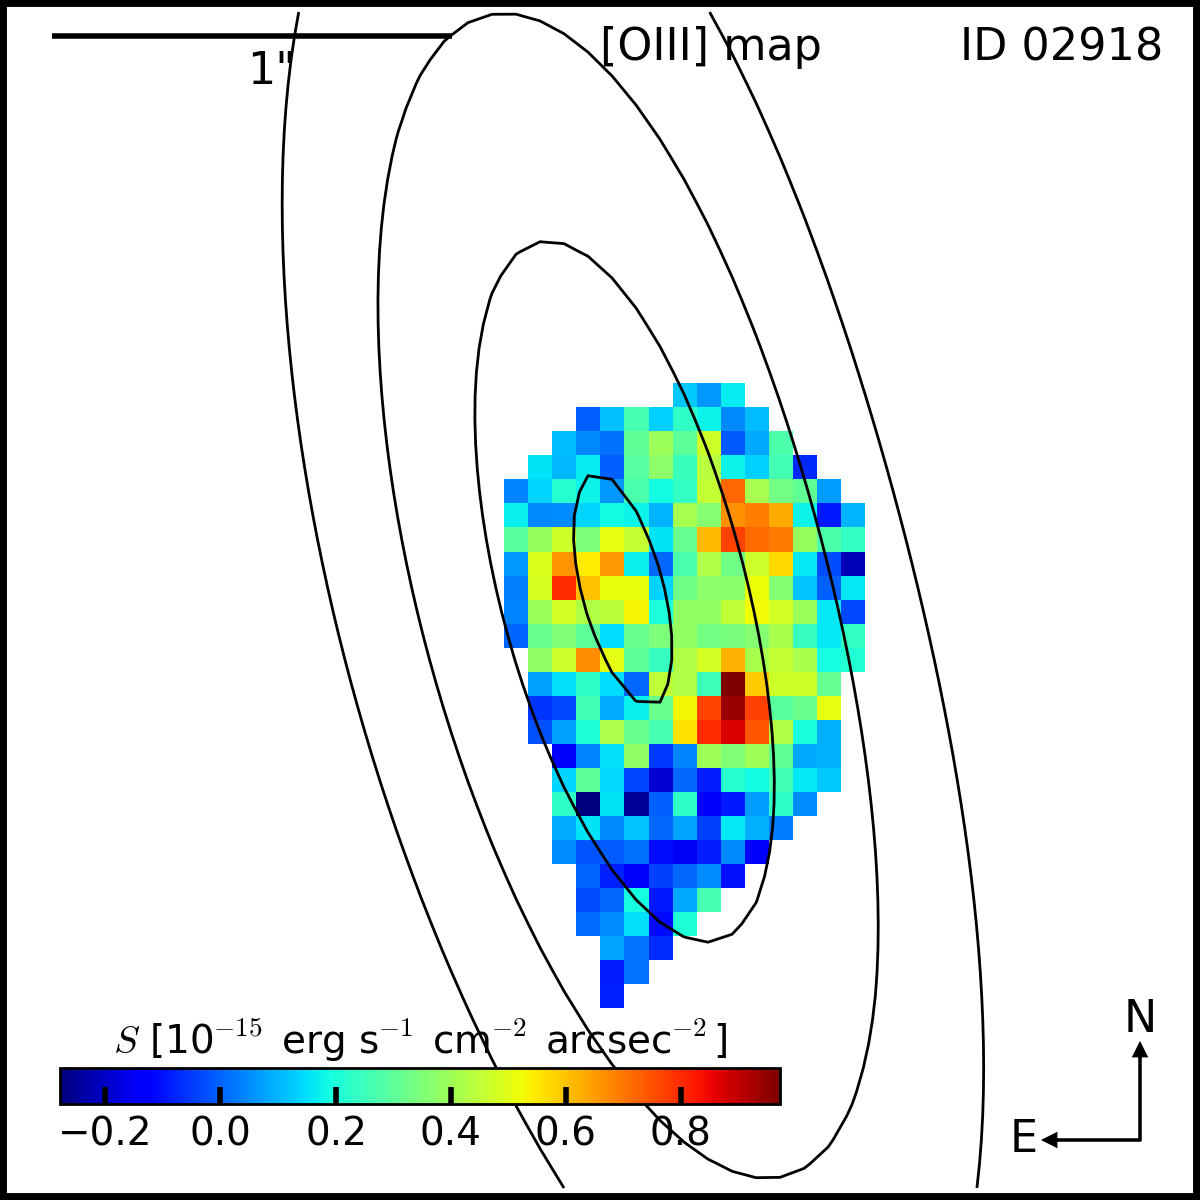 [OIII] map ID 02918
1"
S [10⁻¹⁵ erg s⁻¹ cm⁻² arcsec⁻²]
−0.2 0.0 0.2 0.4 0.6 0.8
N
E